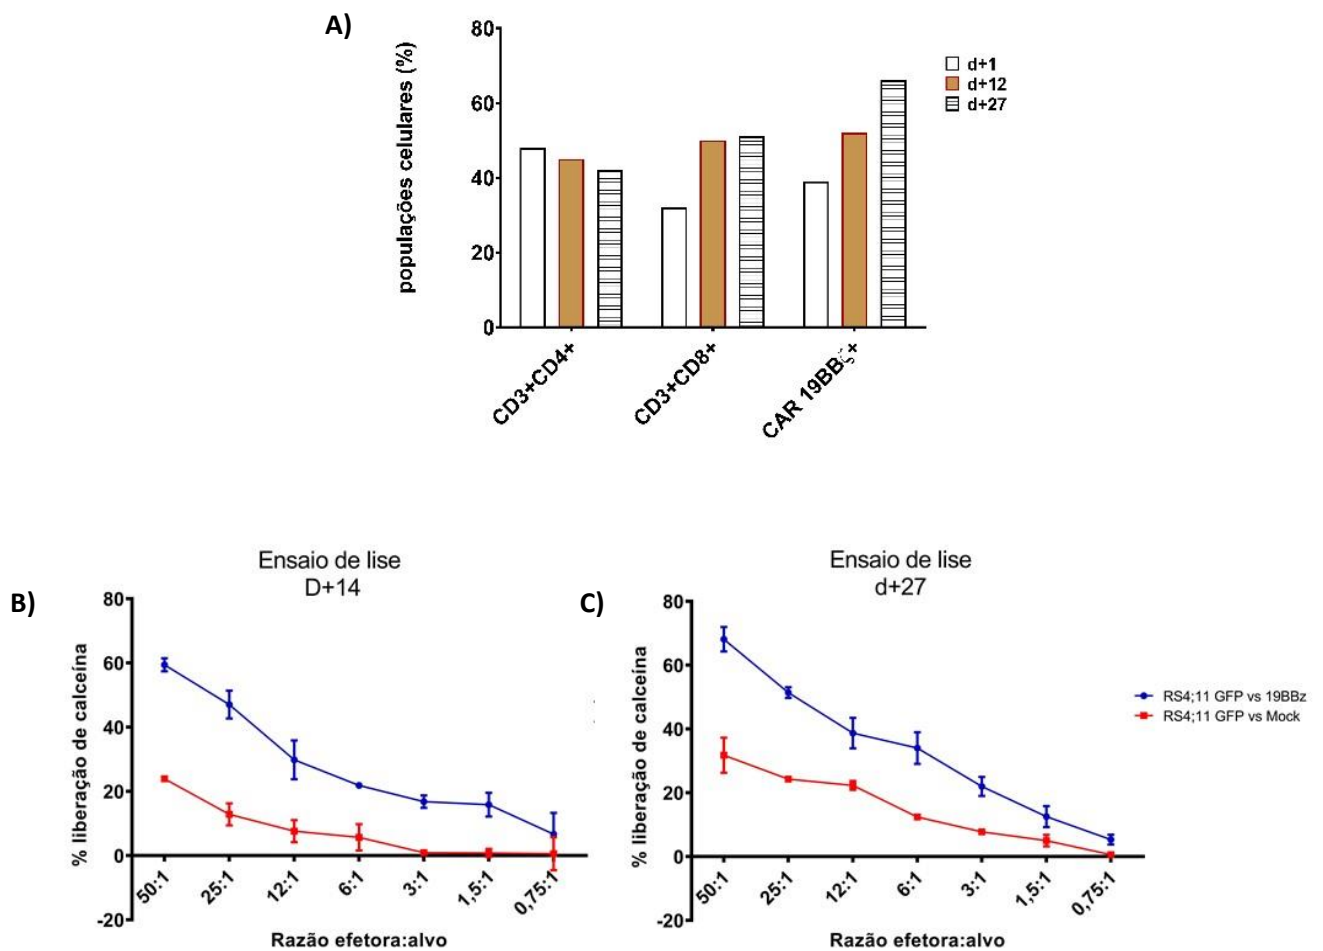 A)
populações celulares (%)
80
60
40
20
0
d+1
d+12
d+27
CD3+CD4+
CD3+CD8+
CAR 19BBς+
B)
Ensaio de lise
D+14
% liberação de calceína
80
60
40
20
0
-20
50:1
25:1
12:1
6:1
3:1
1,5:1
0,75:1
Razão efetora:alvo
C)
Ensaio de lise
d+27
% liberação de calceína
80
60
40
20
0
-20
50:1
25:1
12:1
6:1
3:1
1,5:1
0,75:1
Razão efetora:alvo
RS4;11 GFP vs 19BBz
RS4;11 GFP vs Mock